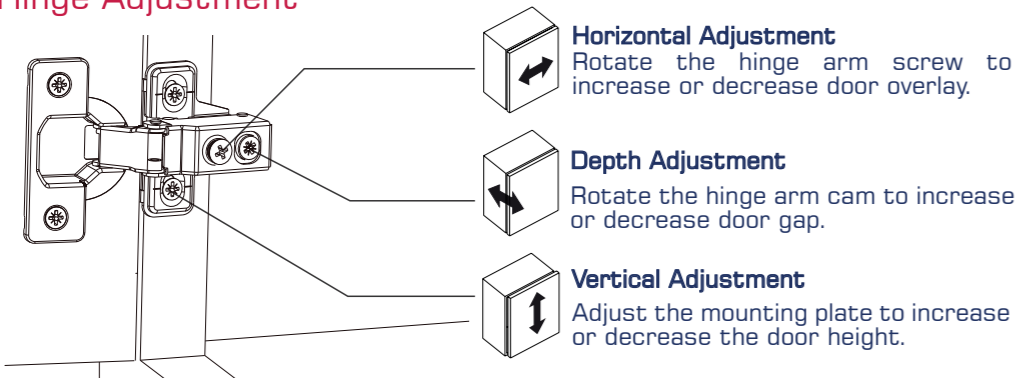 Hinge Adjustment
Horizontal Adjustment
Rotate the hinge arm screw to
increase or decrease door overlay.
Depth Adjustment
Rotate the hinge arm cam to increase
or decrease door gap.
Vertical Adjustment
Adjust the mounting plate to increase
or decrease the door height.